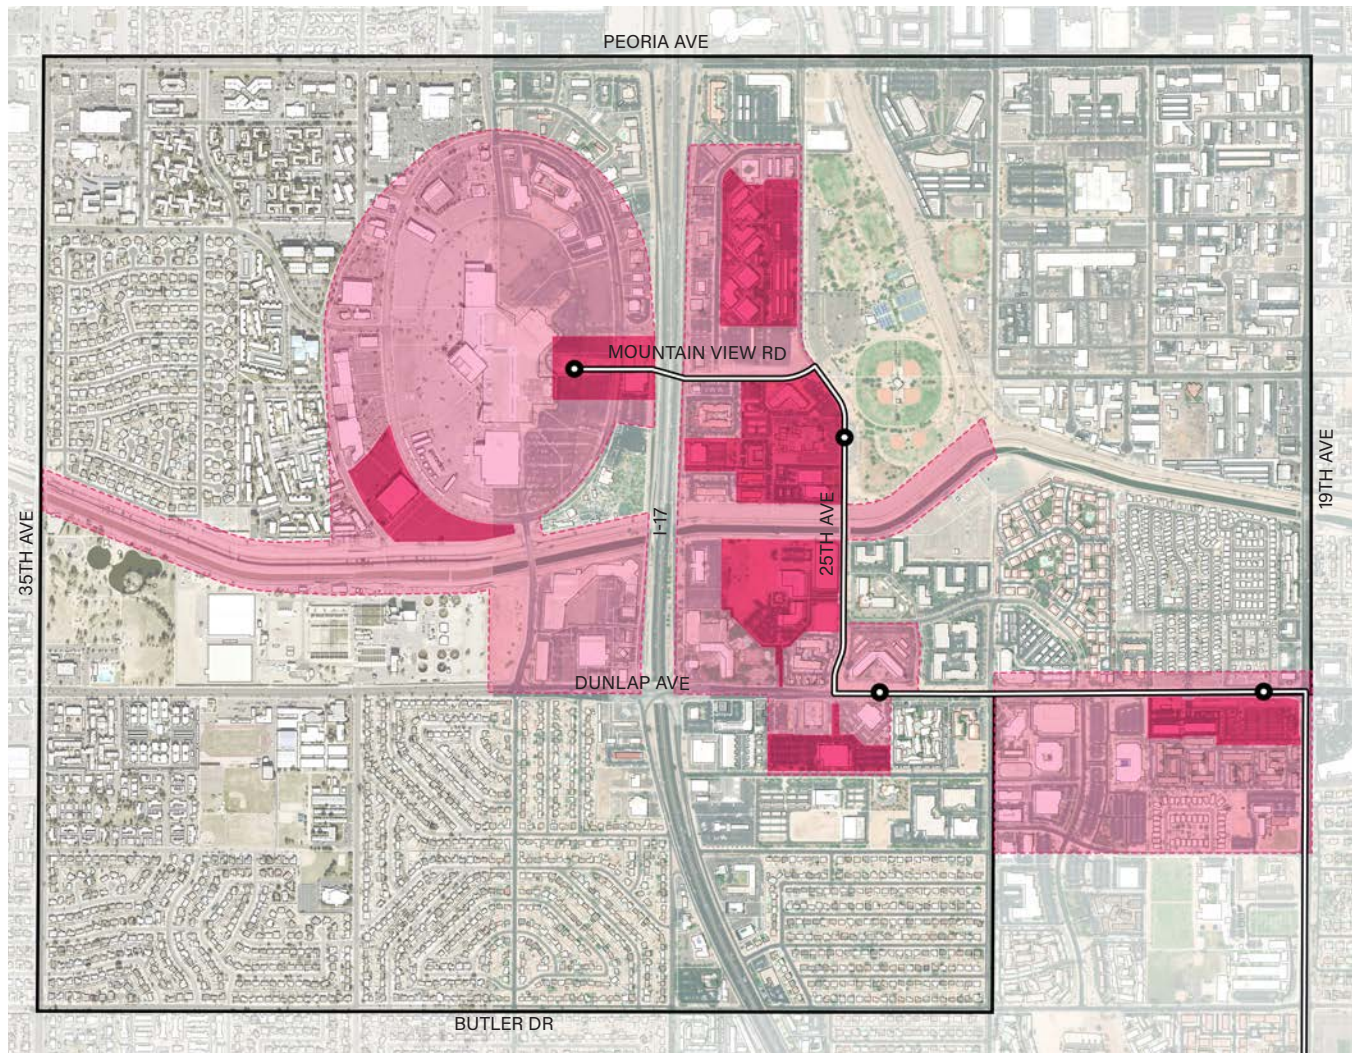 PEORIA AVE
MOUNTAIN VIEW RD
19TH AVE
I-17
25TH AVE
35TH AVE
DUNLAP AVE
BUTLER DR